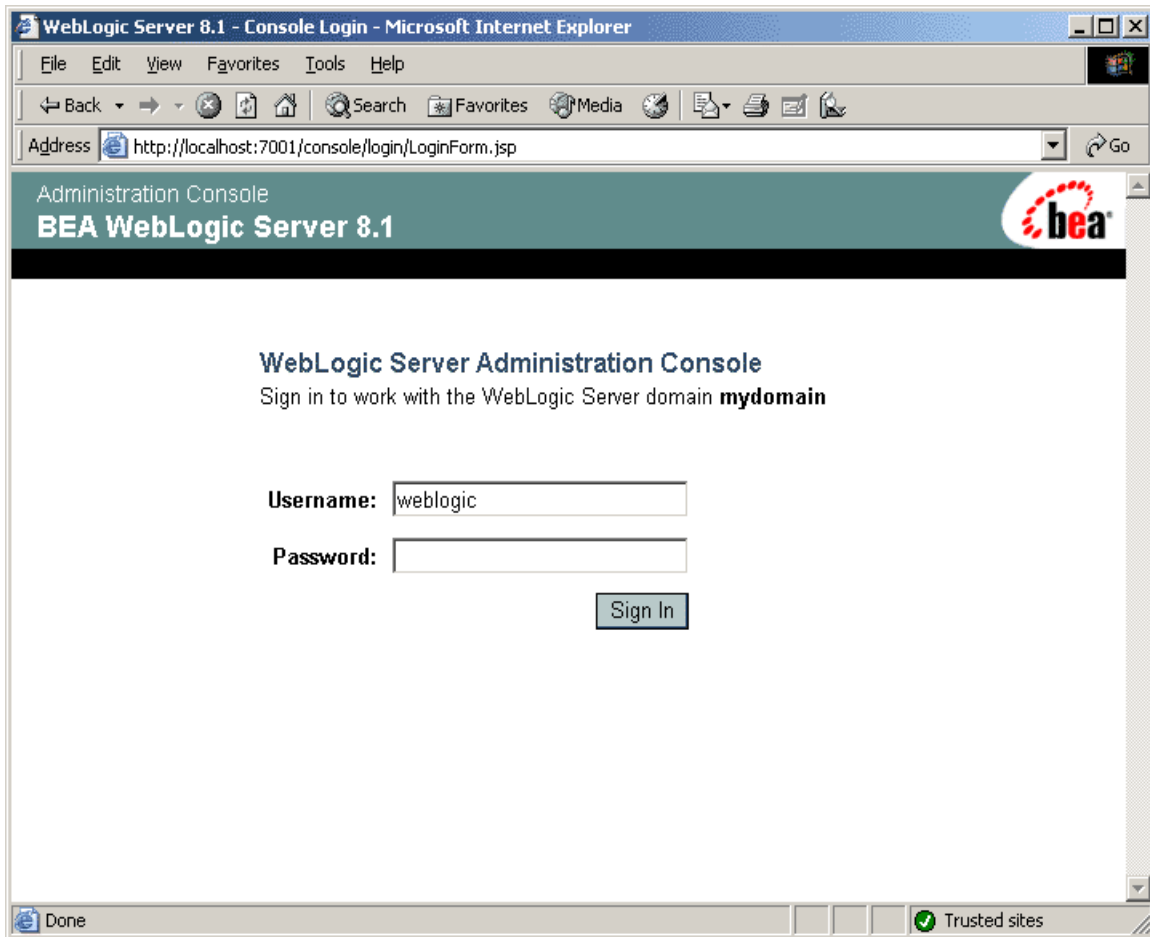 WebLogic Server 8.1 - Console Login - Microsoft Internet Explorer
File Edit View Favorites Tools Help
Back Search Favorites Media
Address http://localhost:7001/console/login/LoginForm.jsp Go
Administration Console
BEA WebLogic Server 8.1
bea
WebLogic Server Administration Console
Sign in to work with the WebLogic Server domain mydomain
Username: weblogic
Password:
Sign In
Done Trusted sites